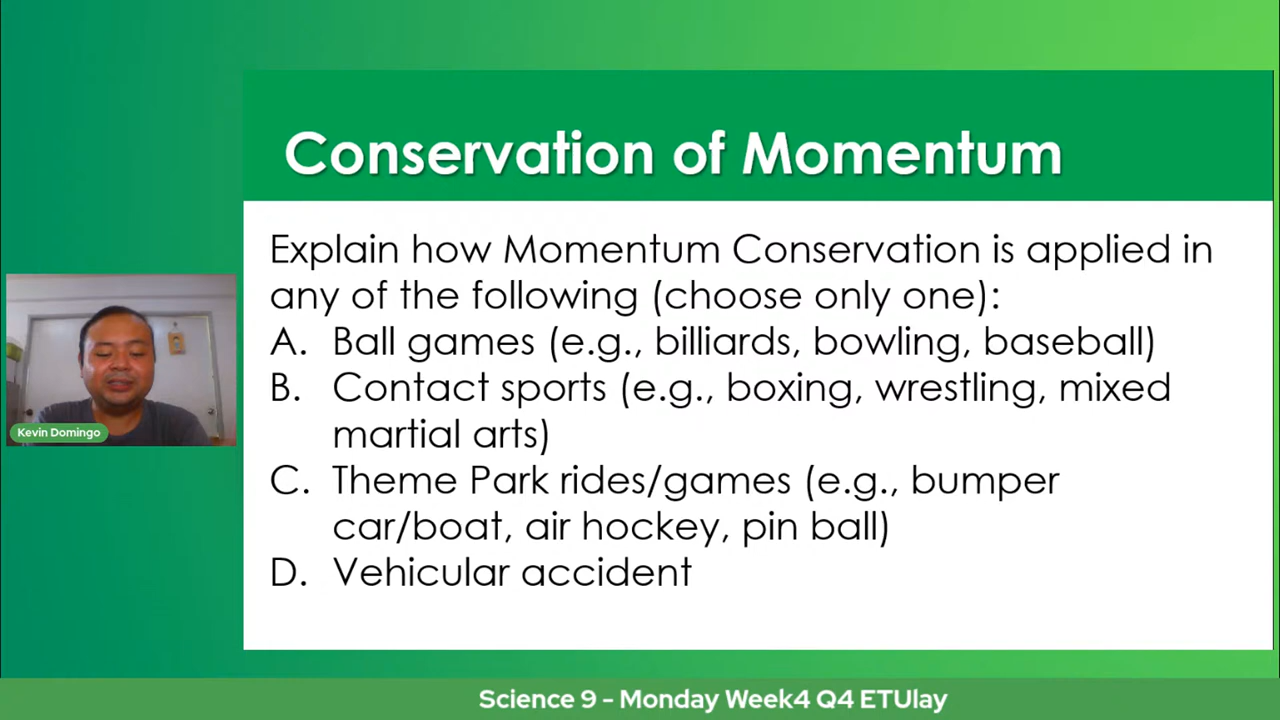 Conservation of Momentum
Explain how Momentum Conservation is applied in
any of the following (choose only one):
A. Ball games (e.g., billiards, bowling, baseball)
B. Contact sports (e.g., boxing, wrestling, mixed
martial arts)
C. Theme Park rides/games (e.g., bumper
car/boat, air hockey, pin ball)
D. Vehicular accident
Kevin Domingo
Science 9 - Monday Week4 Q4 ETUlay